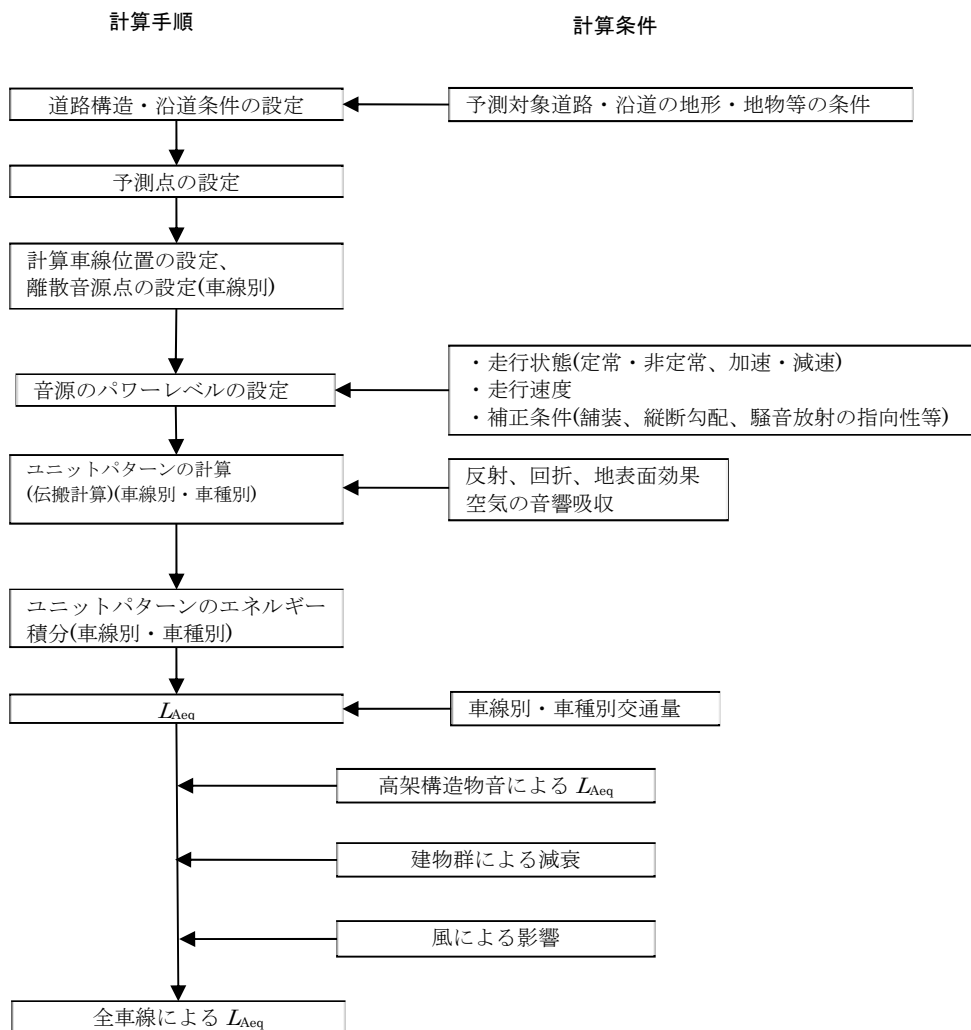 計算手順
計算条件
道路構造・沿道条件の設定
予測対象道路・沿道の地形・地物等の条件
予測点の設定
計算車線位置の設定、
離散音源点の設定(車線別)
音源のパワーレベルの設定
・走行状態(定常・非定常、加速・減速)
・走行速度
・補正条件(舗装、縦断勾配、騒音放射の指向性等)
ユニットパターンの計算
(伝搬計算)(車線別・車種別)
反射、回折、地表面効果
空気の音響吸収
ユニットパターンのエネルギー
積分(車線別・車種別)
LAeq
車線別・車種別交通量
高架構造物音による LAeq
建物群による減衰
風による影響
全車線による LAeq